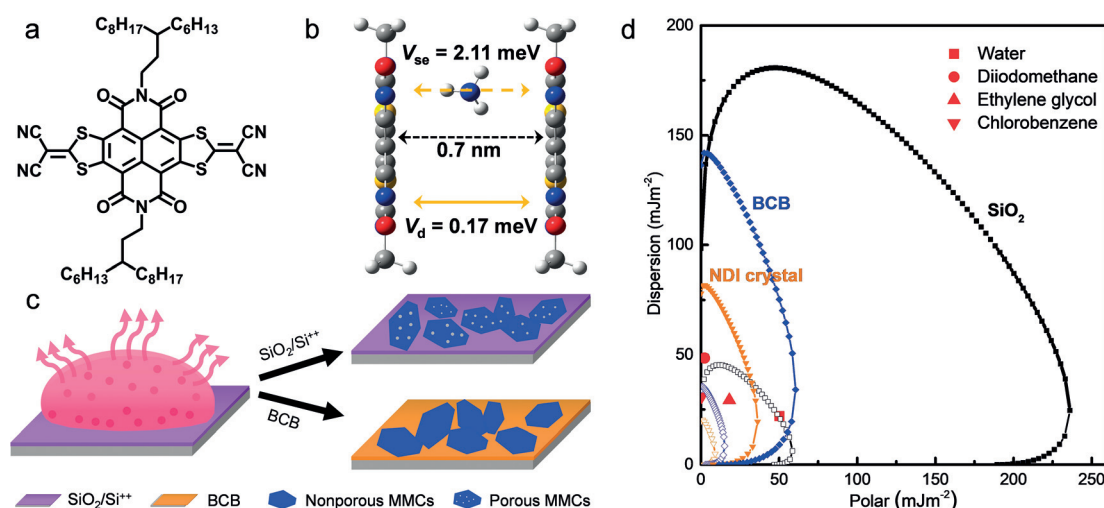 a
C₈H₁₇ C₆H₁₃
O N O
NC S S CN
NC S S CN
O N O
C₆H₁₃ C₈H₁₇
b
Vse = 2.11 meV
0.7 nm
Vd = 0.17 meV
c
SiO₂/Si⁺⁺
BCB
SiO₂/Si⁺⁺ BCB Nonporous MMCs Porous MMCs
d
Dispersion (mJm⁻²)
200
150
100
50
0
Water
Diiodomethane
Ethylene glycol
Chlorobenzene
BCB
SiO₂
NDI crystal
0 50 100 150 200 250
Polar (mJm⁻²)